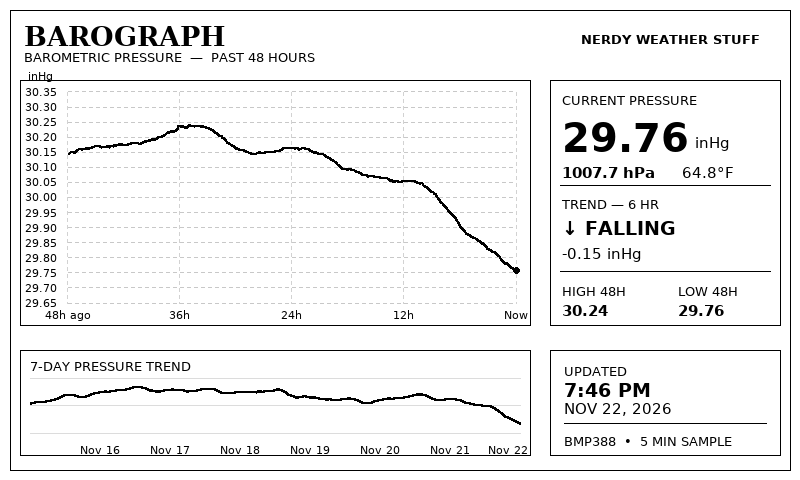 BAROGRAPH
BAROMETRIC PRESSURE — PAST 48 HOURS
NERDY WEATHER STUFF
inHg
30.35
30.30
30.25
30.20
30.15
30.10
30.05
30.00
29.95
29.90
29.85
29.80
29.75
29.70
29.65
48h ago 36h 24h 12h Now
CURRENT PRESSURE
29.76 inHg
1007.7 hPa 64.8°F
TREND — 6 HR
↓ FALLING
-0.15 inHg
HIGH 48H LOW 48H
30.24 29.76
7-DAY PRESSURE TREND
Nov 16 Nov 17 Nov 18 Nov 19 Nov 20 Nov 21 Nov 22
UPDATED
7:46 PM
NOV 22, 2026
BMP388 • 5 MIN SAMPLE